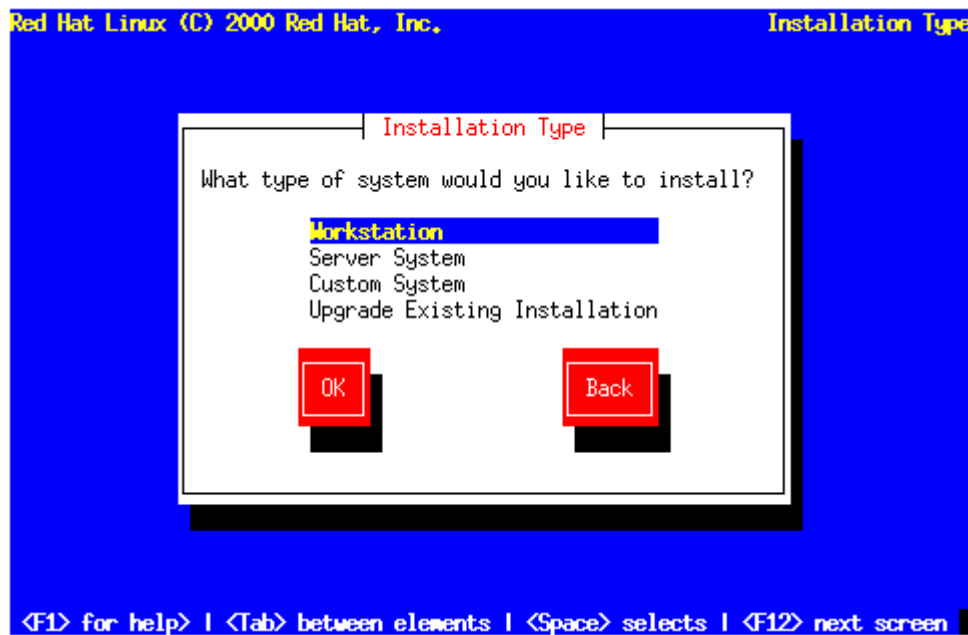 Red Hat Linux (C) 2000 Red Hat, Inc. Installation Type
Installation Type
What type of system would you like to install?
Workstation
Server System
Custom System
Upgrade Existing Installation
OK Back
<F1> for help> | <Tab> between elements | <Space> selects | <F12> next screen